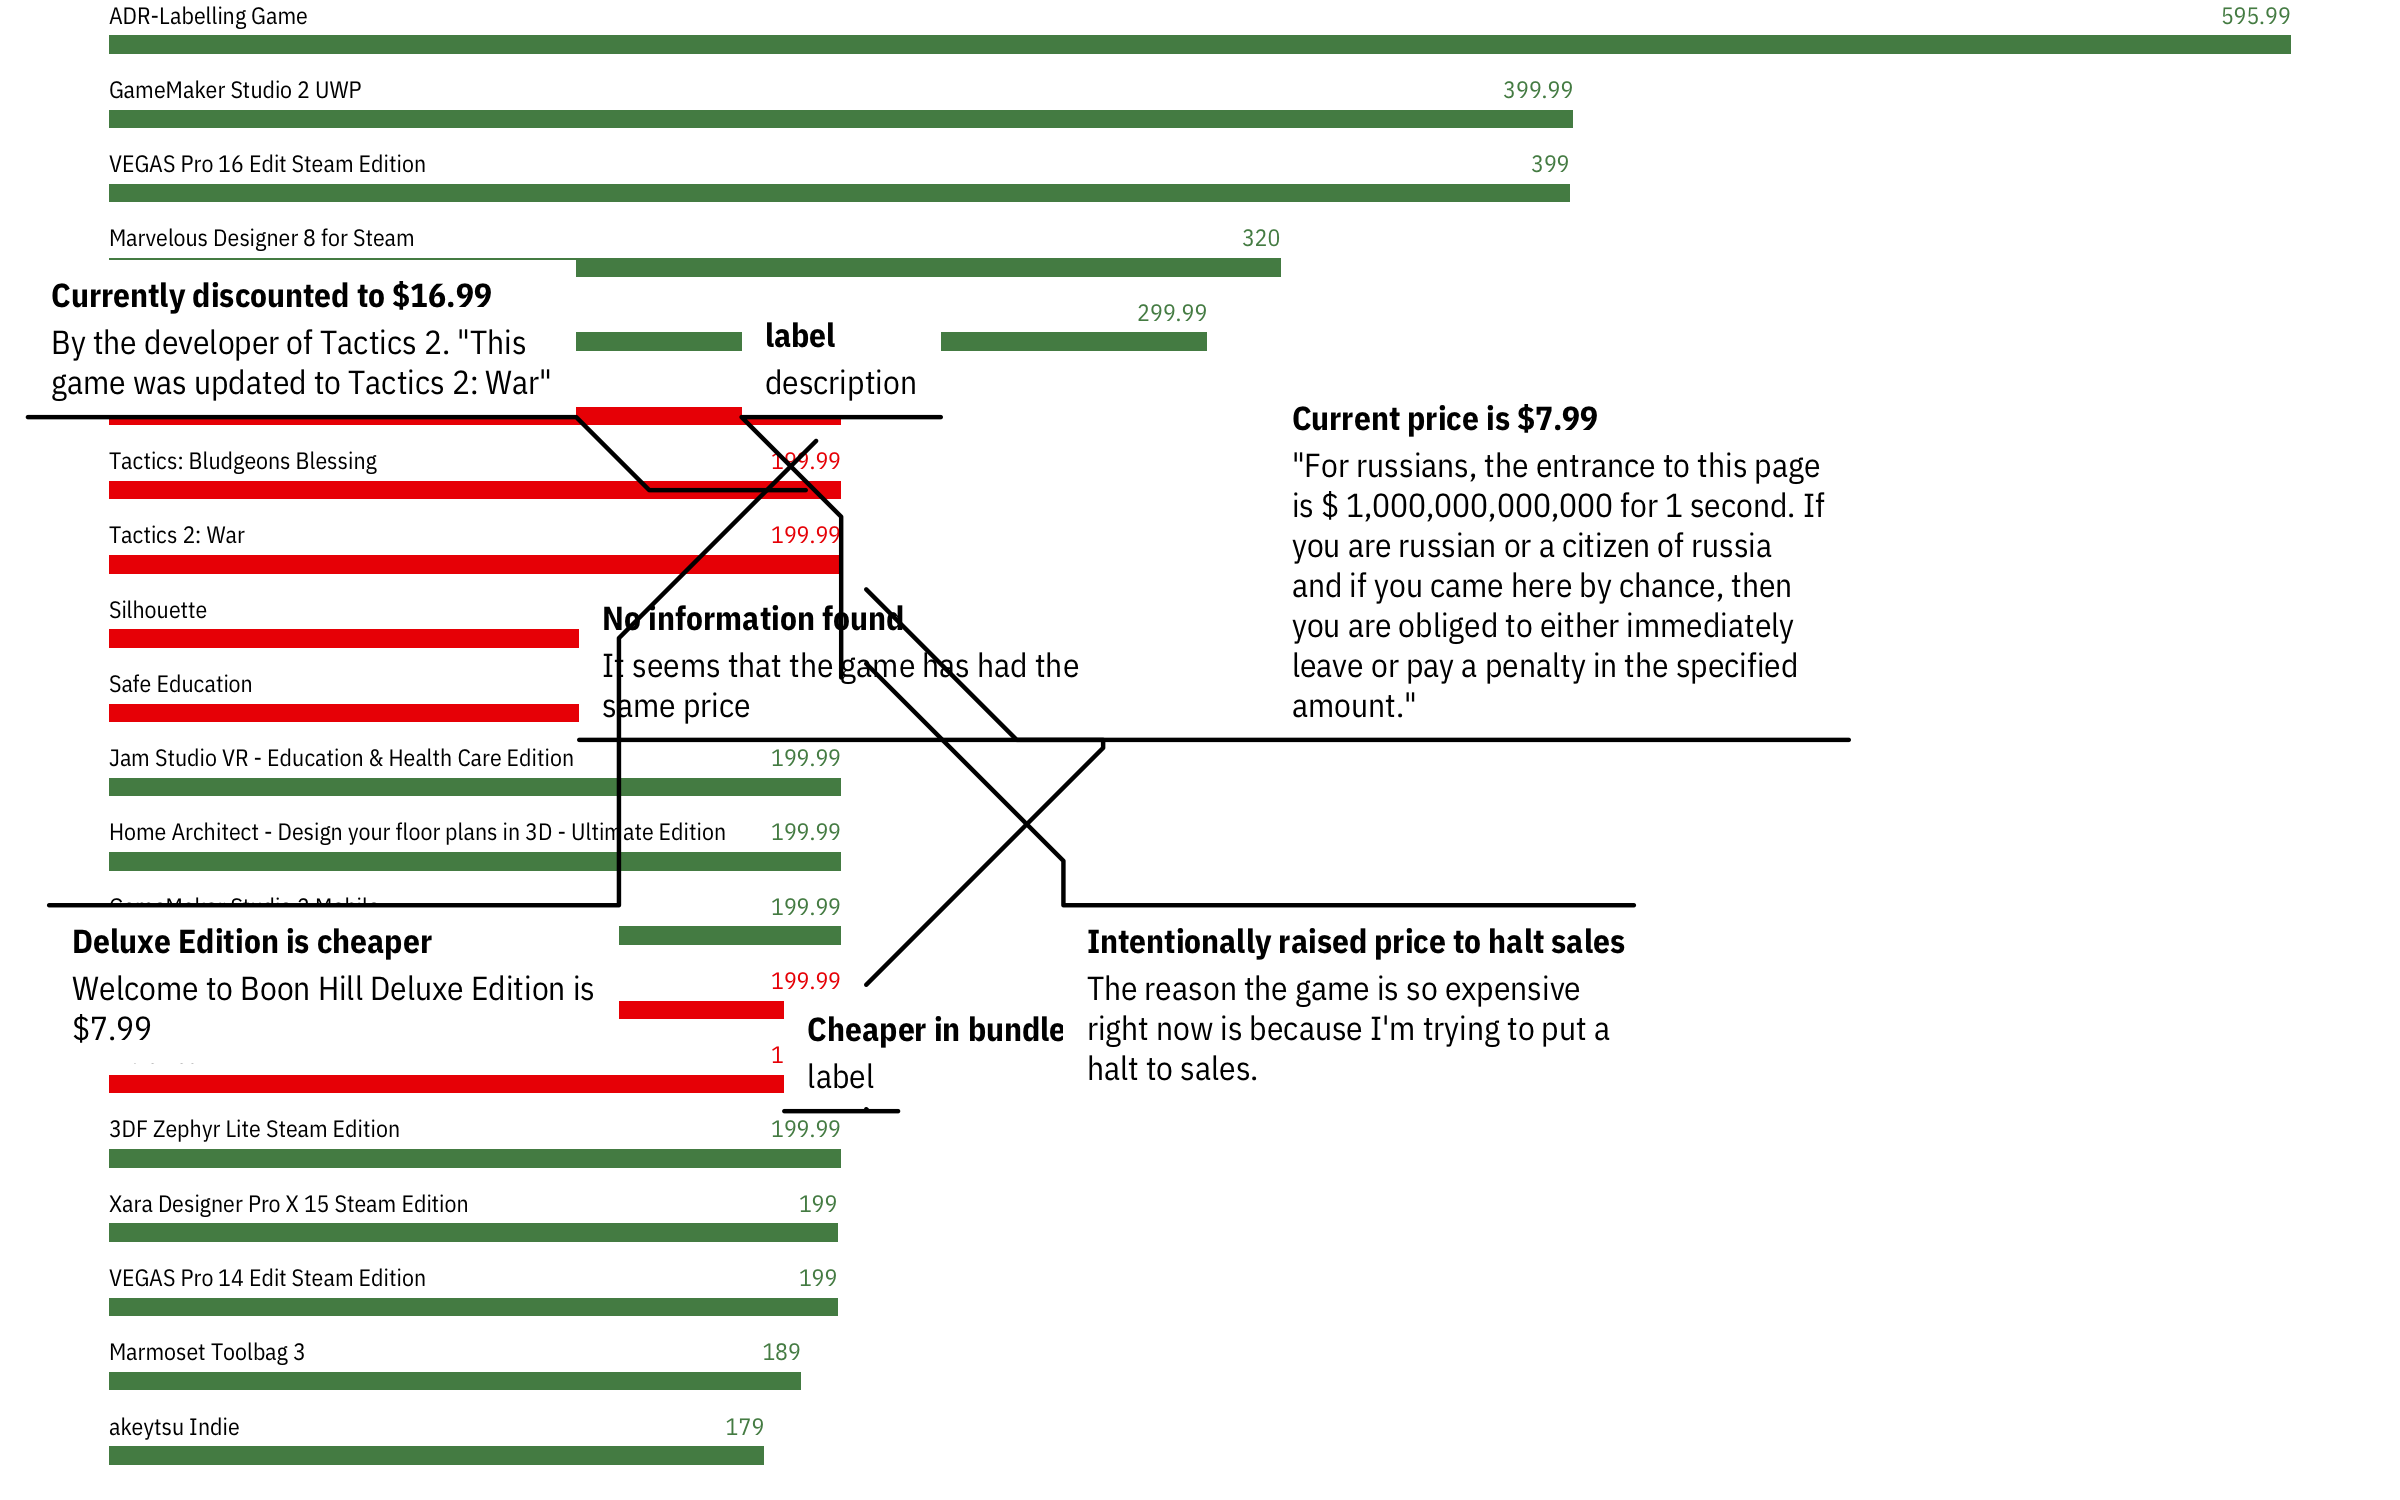 ADR-Labelling Game 595.99
GameMaker Studio 2 UWP 399.99
VEGAS Pro 16 Edit Steam Edition 399
Marvelous Designer 8 for Steam 320
Currently discounted to $16.99
By the developer of Tactics 2. "This
game was updated to Tactics 2: War"
299.99
label
description
Current price is $7.99
"For russians, the entrance to this page
is $ 1,000,000,000,000 for 1 second. If
you are russian or a citizen of russia
and if you came here by chance, then
you are obliged to either immediately
leave or pay a penalty in the specified
amount."
Tactics: Bludgeons Blessing 199.99
Tactics 2: War 199.99
Silhouette
No information found
It seems that the game has had the
same price
Safe Education
Jam Studio VR - Education & Health Care Edition 199.99
Home Architect - Design your floor plans in 3D - Ultimate Edition 199.99
GameMaker Studio 2 Mobile 199.99
Deluxe Edition is cheaper
Welcome to Boon Hill Deluxe Edition is
$7.99
199.99
1
Cheaper in bundle
label
Intentionally raised price to halt sales
The reason the game is so expensive
right now is because I'm trying to put a
halt to sales.
3DF Zephyr Lite Steam Edition 199.99
Xara Designer Pro X 15 Steam Edition 199
VEGAS Pro 14 Edit Steam Edition 199
Marmoset Toolbag 3 189
akeytsu Indie 179